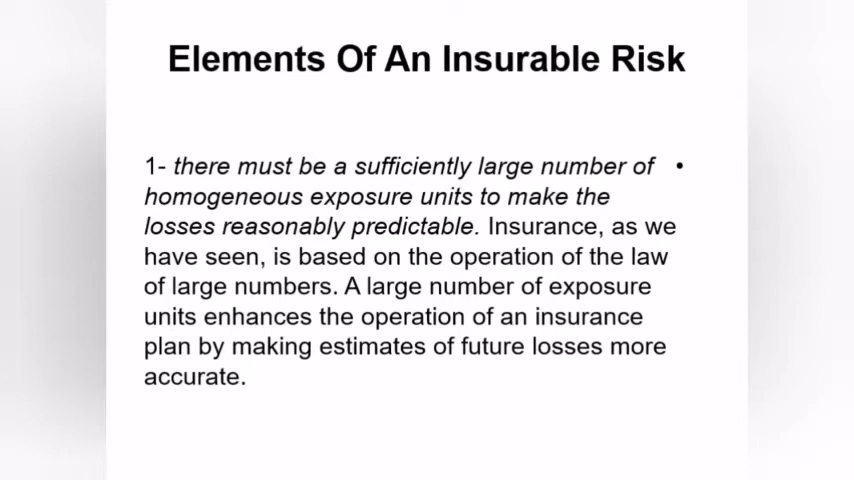 Elements Of An Insurable Risk
1- there must be a sufficiently large number of •
homogeneous exposure units to make the
losses reasonably predictable. Insurance, as we
have seen, is based on the operation of the law
of large numbers. A large number of exposure
units enhances the operation of an insurance
plan by making estimates of future losses more
accurate.